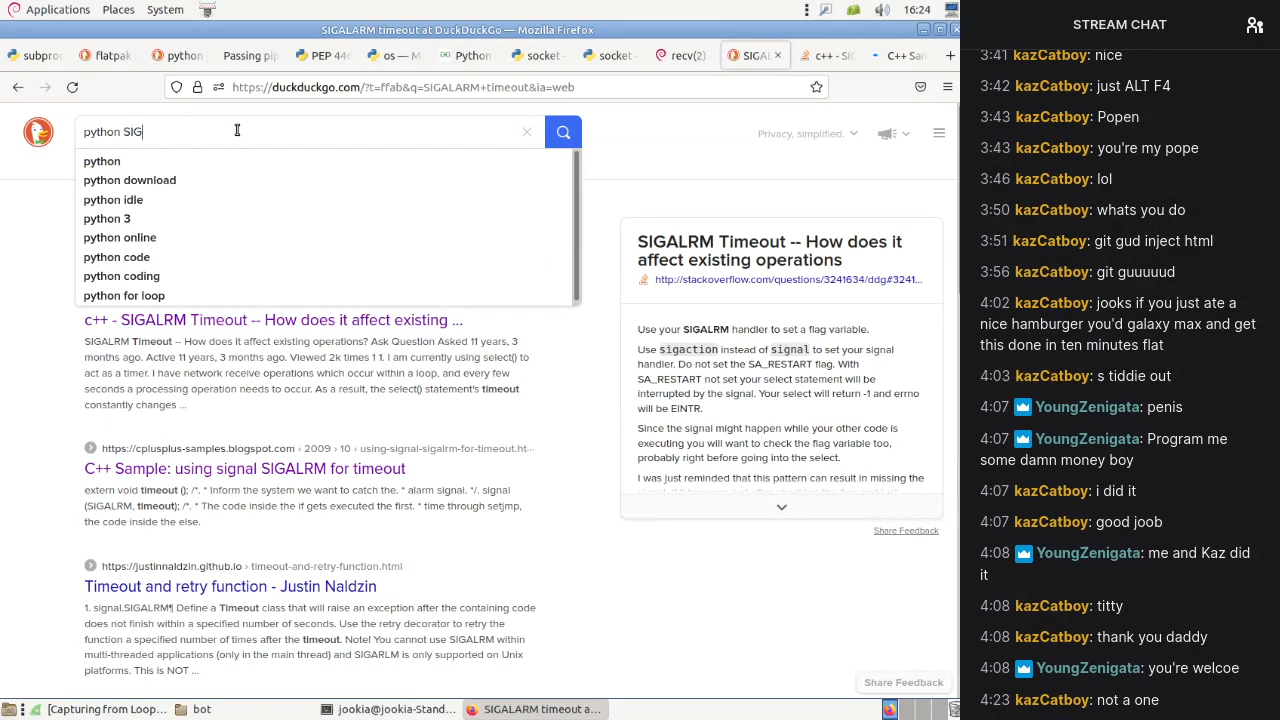 Applications Places System 16:24
SIGALARM timeout at DuckDuckGo — Mozilla Firefox
subproc flatpak python Passing pip PEP 446 os — Mi Python socket - socket - recv(2) SIGAL c++ - SIG C++ Sam
https://duckduckgo.com/?t=ffab&q=SIGALARM+timeout&ia=web
python SIG
Privacy, simplified.
python
python download
python idle
python 3
python online
python code
python coding
python for loop
c++ - SIGALRM Timeout -- How does it affect existing ...
SIGALRM Timeout -- How does it affect existing operations? Ask Question Asked 11 years, 3
months ago. Active 11 years, 3 months ago. Viewed 2k times 1 1. I am currently using select() to
act as a timer. I have network receive operations which occur within a loop, and every few
seconds a processing operation needs to occur. As a result, the select() statement's timeout
constantly changes ...
https://cplusplus-samples.blogspot.com › 2009 › 10 › using-signal-sigalrm-for-timeout.ht···
C++ Sample: using signal SIGALRM for timeout
extern void timeout (); /*. * Inform the system we want to catch the. * alarm signal. */. signal
(SIGALRM, timeout); /*. * The code inside the if gets executed the first. * time through setjmp,
the code inside the else.
https://justinnaldzin.github.io › timeout-and-retry-function.html
Timeout and retry function - Justin Naldzin
1. signal.SIGALRM¶ Define a Timeout class that will raise an exception after the containing code
does not finish within a specified number of seconds. Use the retry decorator to retry the
function a specified number of times after the timeout. Note! You cannot use SIGALRM within
multi-threaded applications (only in the main thread) and SIGARLM is only supported on Unix
platforms. This is NOT ...
SIGALRM Timeout -- How does it
affect existing operations
http://stackoverflow.com/questions/3241634/ddg#3241...
Use your SIGALRM handler to set a flag variable.
Use sigaction instead of signal to set your signal
handler. Do not set the SA_RESTART flag. With
SA_RESTART not set your select statement will be
interrupted by the signal. Your select will return -1 and errno
will be EINTR.
Since the signal might happen while your other code is
executing you will want to check the flag variable too,
probably right before going into the select.
I was just reminded that this pattern can result in missing the
Share Feedback
Share Feedback
[Capturing from Loop... bot jookia@nokia-Stand... SIGALARM timeout a...
STREAM CHAT
3:41 kazCatboy: nice
3:42 kazCatboy: just ALT F4
3:43 kazCatboy: Popen
3:43 kazCatboy: you're my pope
3:46 kazCatboy: lol
3:50 kazCatboy: whats you do
3:51 kazCatboy: git gud inject html
3:56 kazCatboy: git guuuuud
4:02 kazCatboy: jooks if you just ate a
nice hamburger you'd galaxy max and get
this done in ten minutes flat
4:03 kazCatboy: s tiddie out
4:07 YoungZenigata: penis
4:07 YoungZenigata: Program me
some damn money boy
4:07 kazCatboy: i did it
4:07 kazCatboy: good joob
4:08 YoungZenigata: me and Kaz did
it
4:08 kazCatboy: titty
4:08 kazCatboy: thank you daddy
4:08 YoungZenigata: you're welcoe
4:23 kazCatboy: not a one